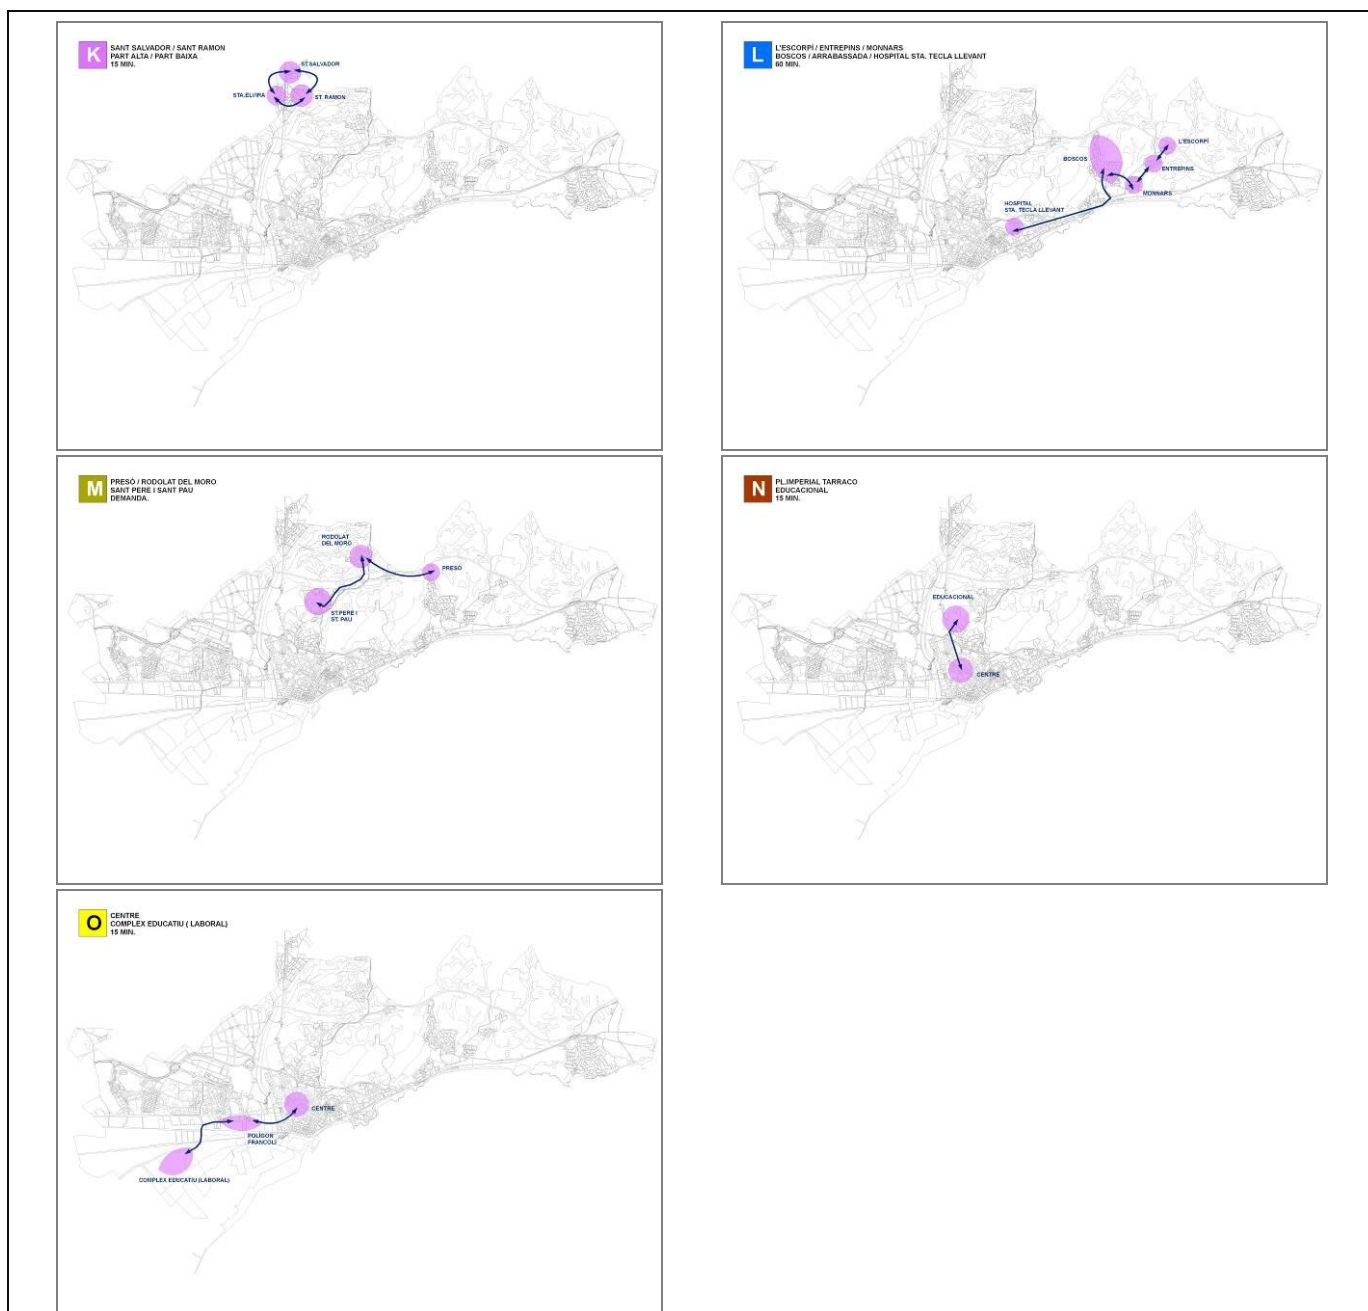 K
SANT SALVADOR / SANT RAMON
PART ALTA / PART BAIXA
15 MIN.
ST.SALVADOR
STA.ELVIRA
ST. RAMON
L
L'ESCORPÍ / ENTREPINS / MONNARS
BOSCOS / ARRABASSADA / HOSPITAL STA. TECLA LLEVANT
60 MIN.
L'ESCORPÍ
BOSCOS
ENTREPINS
MONNARS
HOSPITAL
STA. TECLA LLEVANT
M
PRESÓ / RODOLAT DEL MORO
SANT PERE I SANT PAU
DEMANDA.
RODOLAT
DEL MORO
PRESÓ
ST.PERE I
ST. PAU
N
PL.IMPERIAL TARRACO
EDUCACIONAL
15 MIN.
EDUCACIONAL
CENTRE
O
CENTRE
COMPLEX EDUCATIU ( LABORAL)
15 MIN.
CENTRE
POLÍGON
FRANCOLÍ
COMPLEX EDUCATIU (LABORAL)